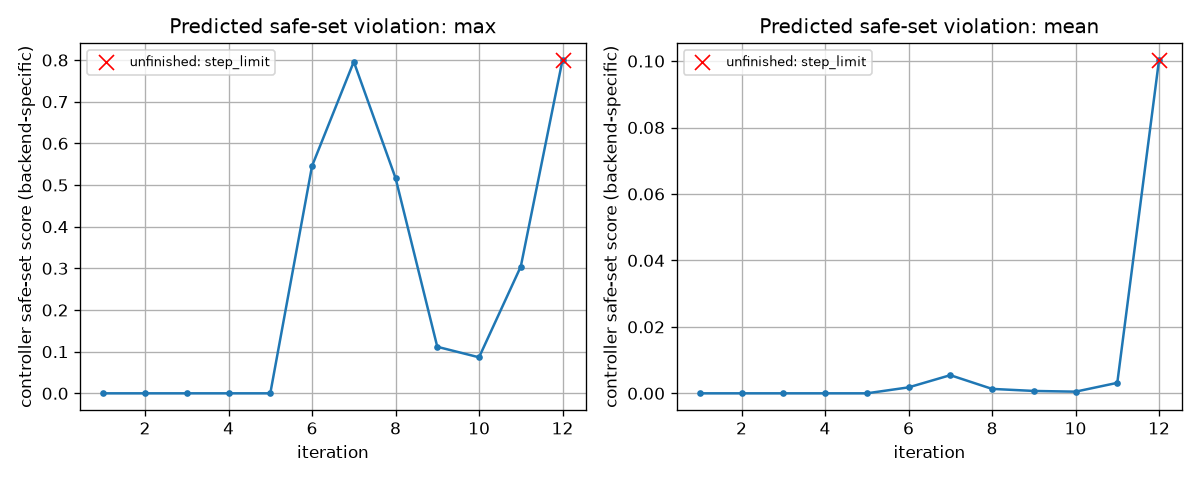 Predicted safe-set violation: max
controller safe-set score (backend-specific)
0.8
0.7
0.6
0.5
0.4
0.3
0.2
0.1
0.0
unfinished: step_limit
2 4 6 8 10 12
iteration
Predicted safe-set violation: mean
controller safe-set score (backend-specific)
0.10
0.08
0.06
0.04
0.02
0.00
unfinished: step_limit
2 4 6 8 10 12
iteration